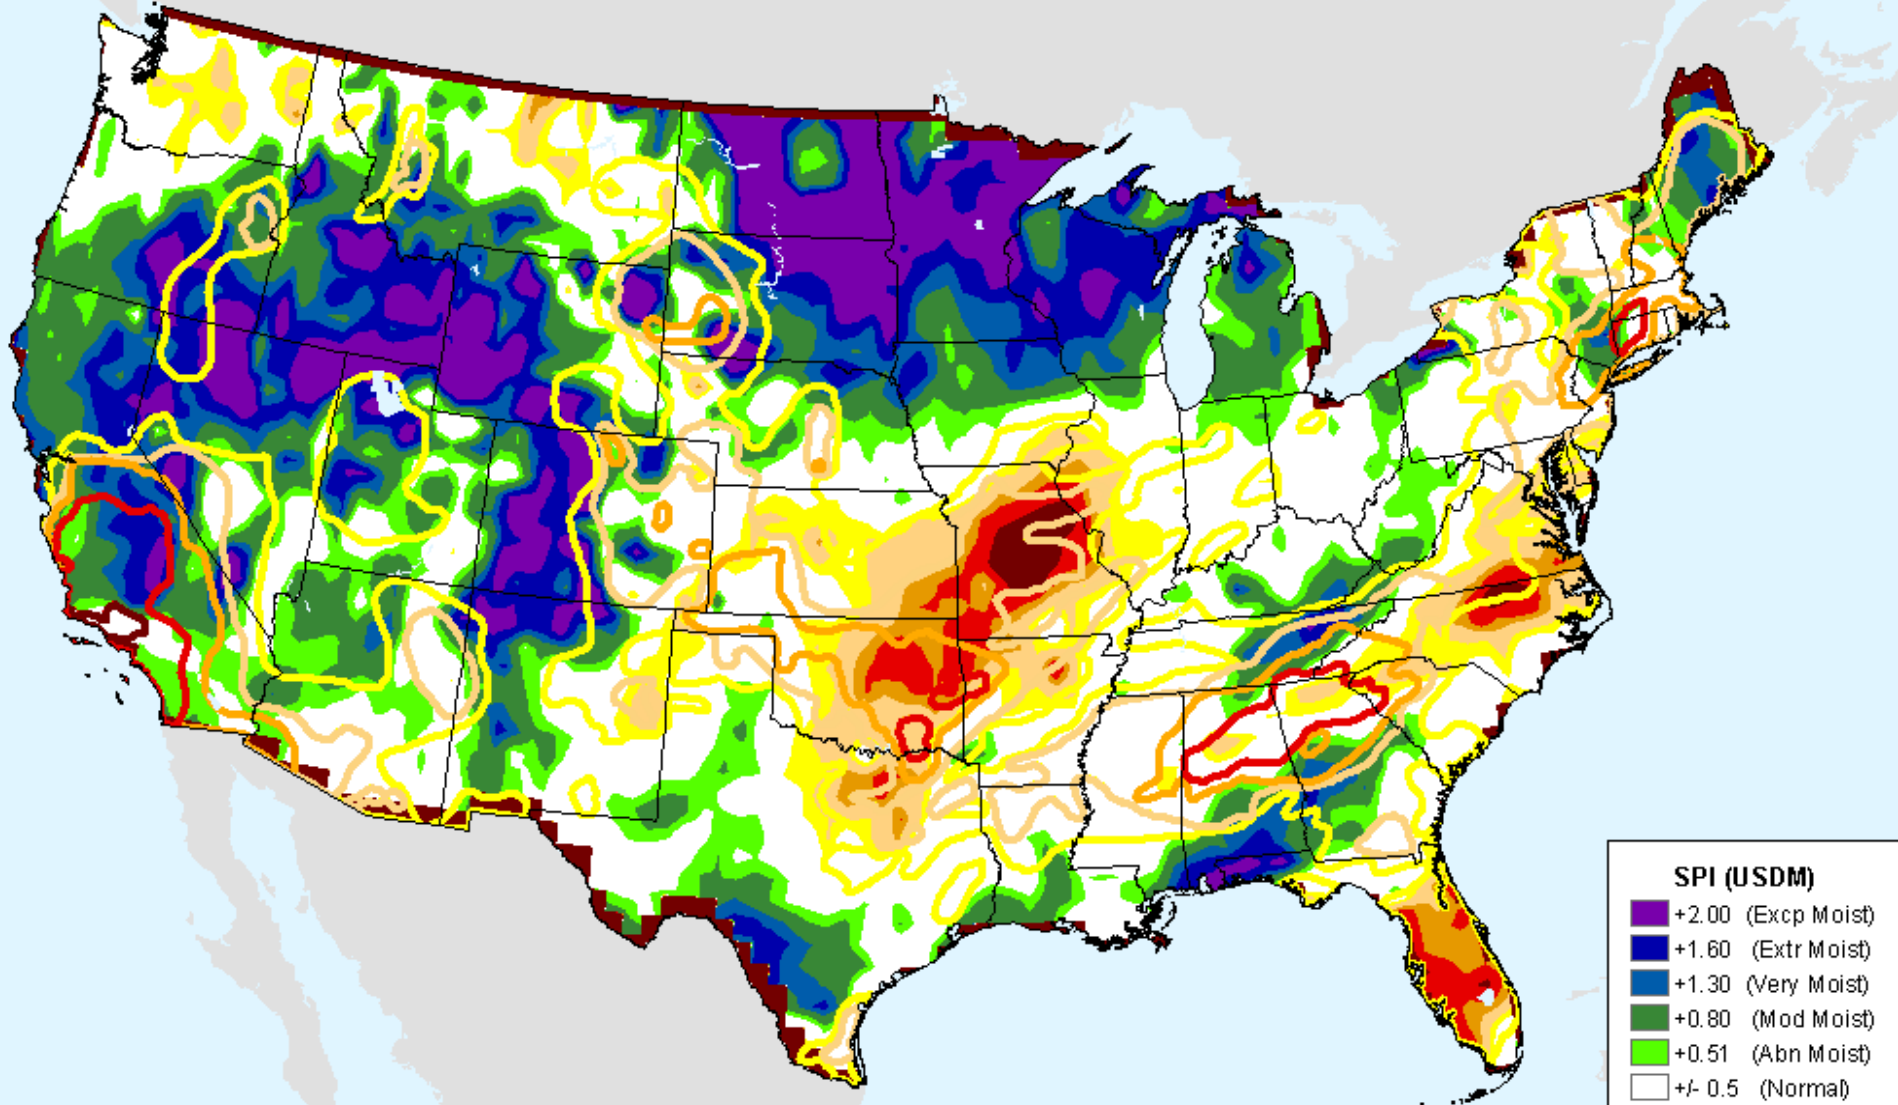 SPI (USDM)
+2.00 (Excp Moist)
+1.60 (Extr Moist)
+1.30 (Very Moist)
+0.80 (Mod Moist)
+0.51 (Abn Moist)
+/- 0.5 (Normal)